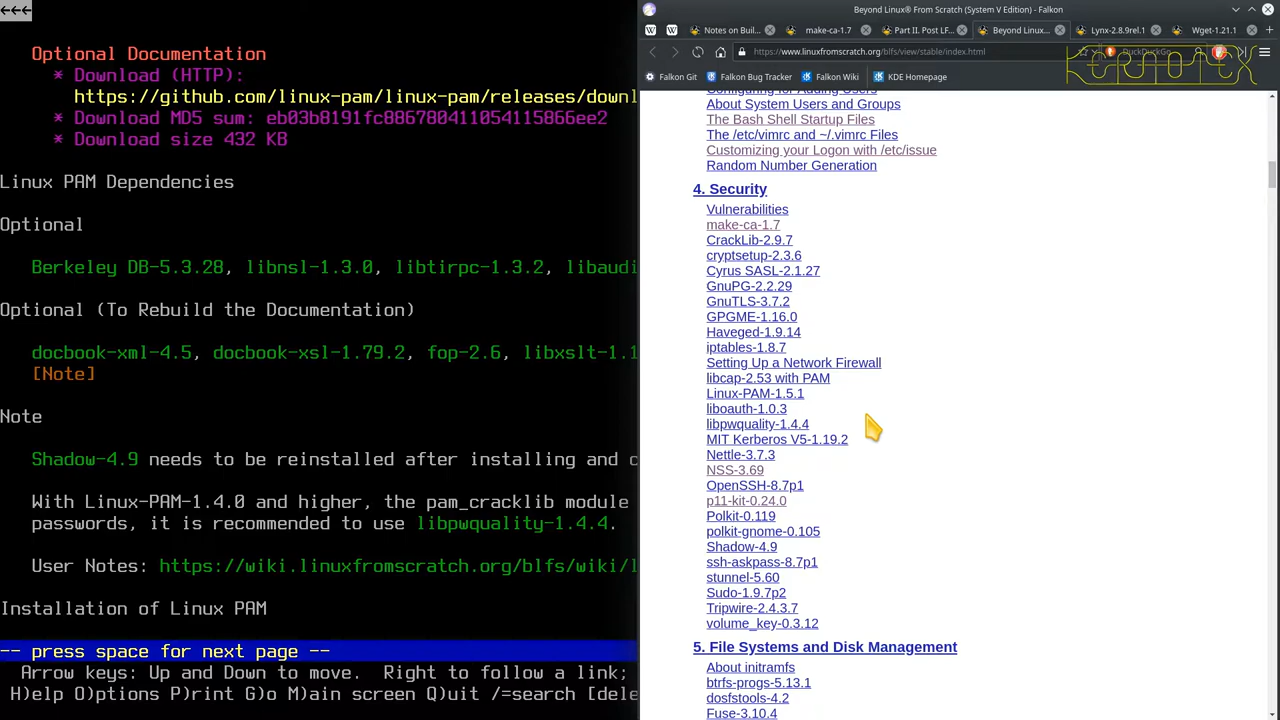 ←←←
Optional Documentation
* Download (HTTP):
https://github.com/linux-pam/linux-pam/releases/downl
* Download MD5 sum: eb03b8191fc886780411054115866ee2
* Download size 432 KB
Linux PAM Dependencies
Optional
Berkeley DB-5.3.28, libnsl-1.3.0, libtirpc-1.3.2, libaudi
Optional (To Rebuild the Documentation)
docbook-xml-4.5, docbook-xsl-1.79.2, fop-2.6, libxslt-1.1
[Note]
Note
Shadow-4.9 needs to be reinstalled after installing and c
With Linux-PAM-1.4.0 and higher, the pam_cracklib module
passwords, it is recommended to use libpwquality-1.4.4.
User Notes: https://wiki.linuxfromscratch.org/blfs/wiki/l
Installation of Linux PAM
-- press space for next page --
Arrow keys: Up and Down to move. Right to follow a link;
H)elp O)ptions P)rint G)o M)ain screen Q)uit /=search [dele
Beyond Linux® From Scratch (System V Edition) - Falkon
Notes on Buil...
make-ca-1.7
Part II. Post LF...
Beyond Linux...
Lynx-2.8.9rel.1
Wget-1.21.1
https://www.linuxfromscratch.org/blfs/view/stable/index.html
DuckDuckGo
Falkon Git
Falkon Bug Tracker
Falkon Wiki
KDE Homepage
Configuring for Adding Users
About System Users and Groups
The Bash Shell Startup Files
The /etc/vimrc and ~/.vimrc Files
Customizing your Logon with /etc/issue
Random Number Generation
4. Security
Vulnerabilities
make-ca-1.7
CrackLib-2.9.7
cryptsetup-2.3.6
Cyrus SASL-2.1.27
GnuPG-2.2.29
GnuTLS-3.7.2
GPGME-1.16.0
Haveged-1.9.14
iptables-1.8.7
Setting Up a Network Firewall
libcap-2.53 with PAM
Linux-PAM-1.5.1
liboauth-1.0.3
libpwquality-1.4.4
MIT Kerberos V5-1.19.2
Nettle-3.7.3
NSS-3.69
OpenSSH-8.7p1
p11-kit-0.24.0
Polkit-0.119
polkit-gnome-0.105
Shadow-4.9
ssh-askpass-8.7p1
stunnel-5.60
Sudo-1.9.7p2
Tripwire-2.4.3.7
volume_key-0.3.12
5. File Systems and Disk Management
About initramfs
btrfs-progs-5.13.1
dosfstools-4.2
Fuse-3.10.4